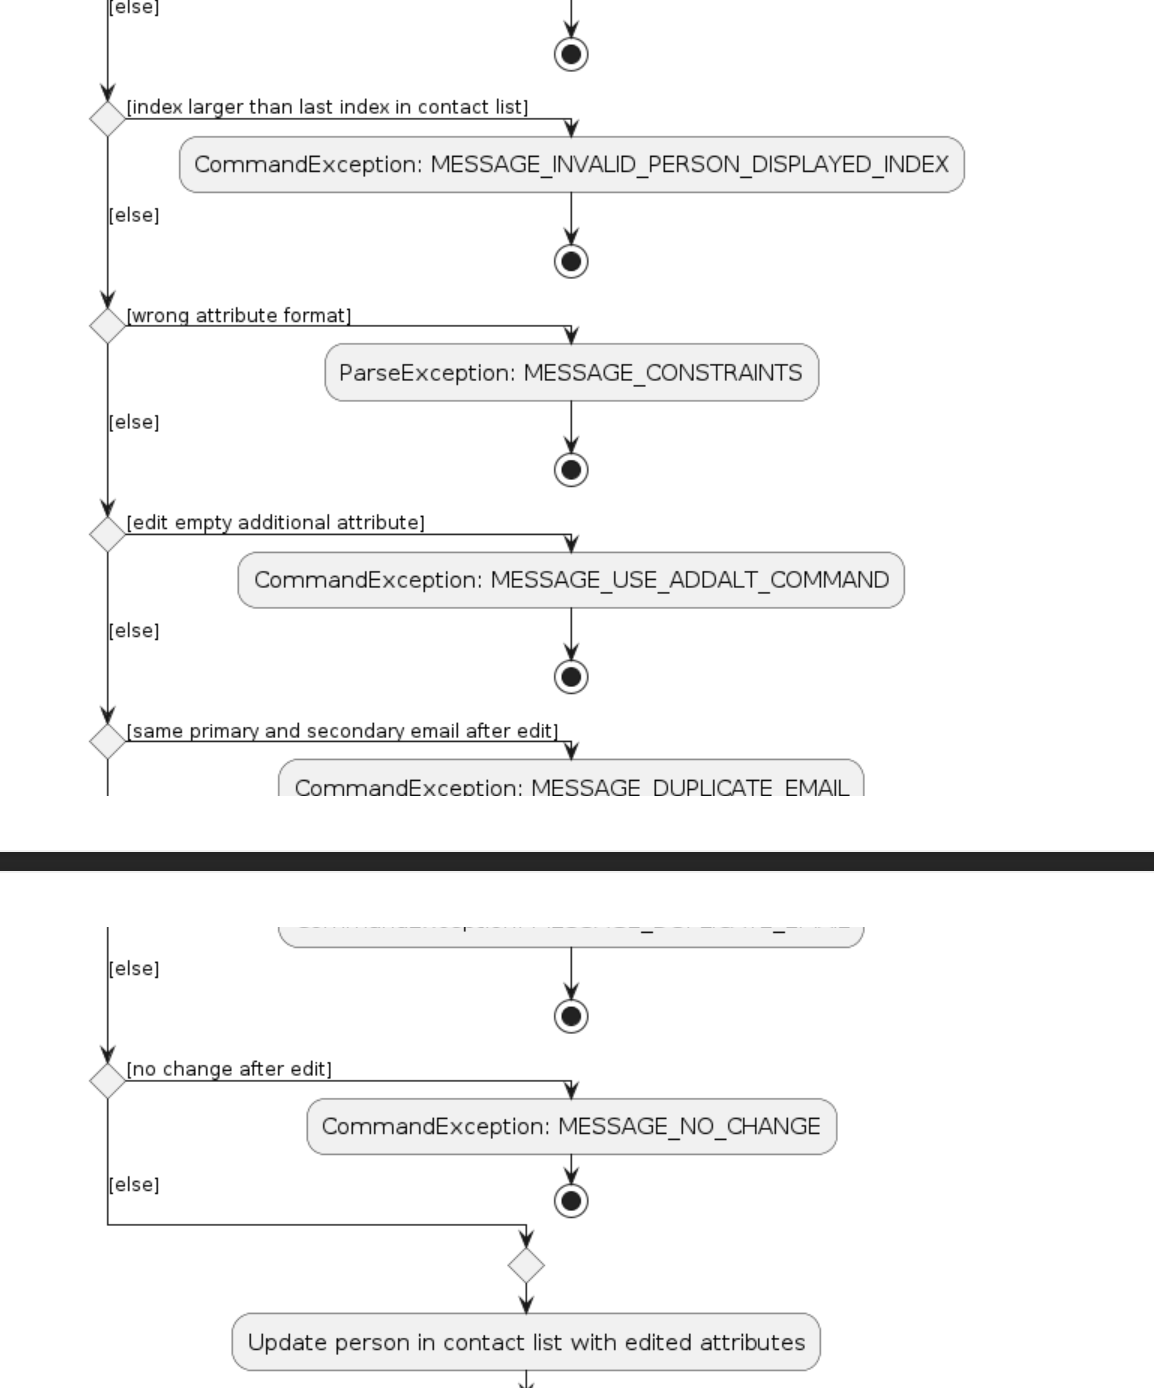 [else]
[index larger than last index in contact list]
CommandException: MESSAGE_INVALID_PERSON_DISPLAYED_INDEX
[else]
[wrong attribute format]
ParseException: MESSAGE_CONSTRAINTS
[else]
[edit empty additional attribute]
CommandException: MESSAGE_USE_ADDALT_COMMAND
[else]
[same primary and secondary email after edit]
CommandException: MESSAGE_DUPLICATE_EMAIL
[else]
[no change after edit]
CommandException: MESSAGE_NO_CHANGE
[else]
Update person in contact list with edited attributes